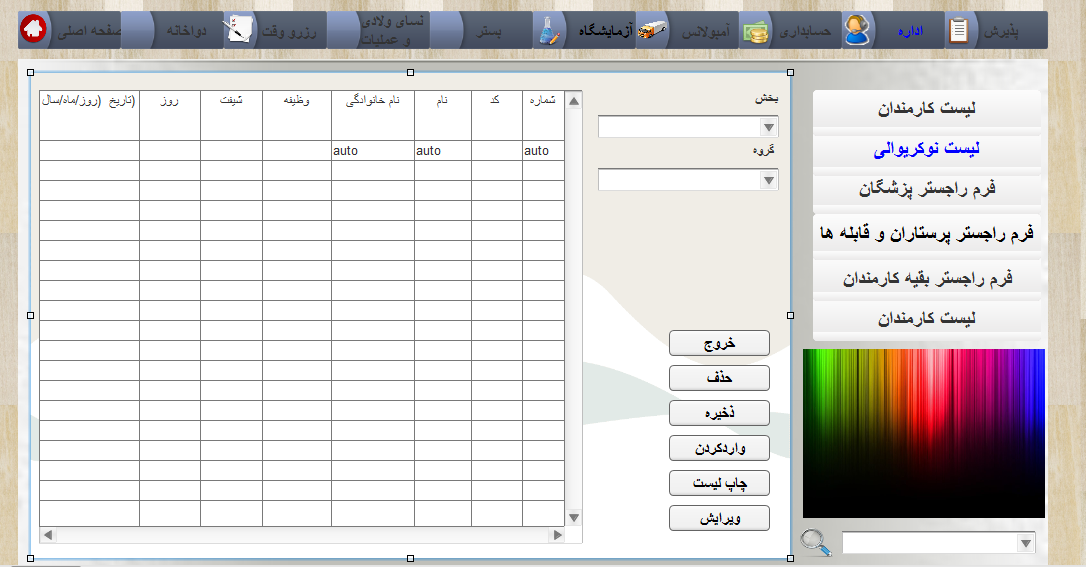 پذیرش
اداره
حسابداری
آمبولانس
آزمایشگاه
بستر
نسای ولادی
و عملیات
رزرو وقت
دواخانه
صفحه اصلی
لیست کارمندان
لیست نوکریوالی
فرم راجستر پزشگان
فرم راجستر پرستاران و قابله ها
فرم راجستر بقیه کارمندان
لیست کارمندان
بخش
گروه
خروج
حذف
ذخیره
واردکردن
چاپ لیست
ویرایش
شماره نام کد نام خانوادگی وظیفه شیفت روز (تاریخ (روز/ماه/سال
auto auto auto